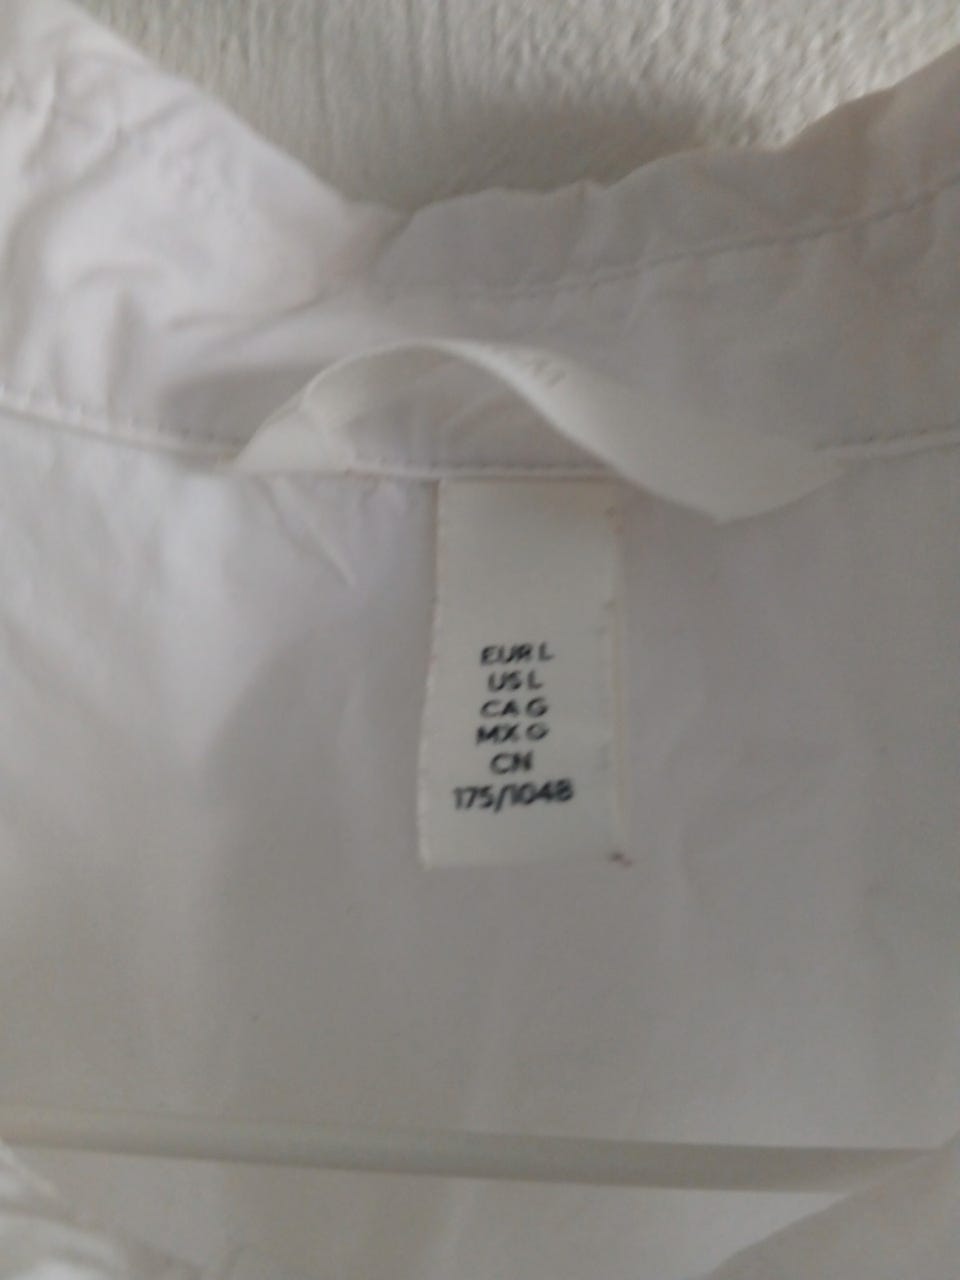 EUR L
US L
CA G
MX G
CN
175/104B